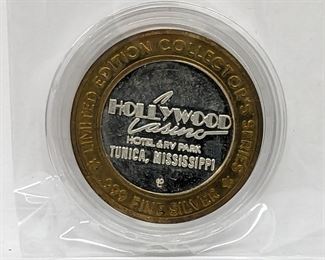 LIMITED EDITION COLLECTOR'S SERIES
HOLLYWOOD
Casino
HOTEL & RV PARK
TUNICA, MISSISSIPPI
.999 FINE SILVER